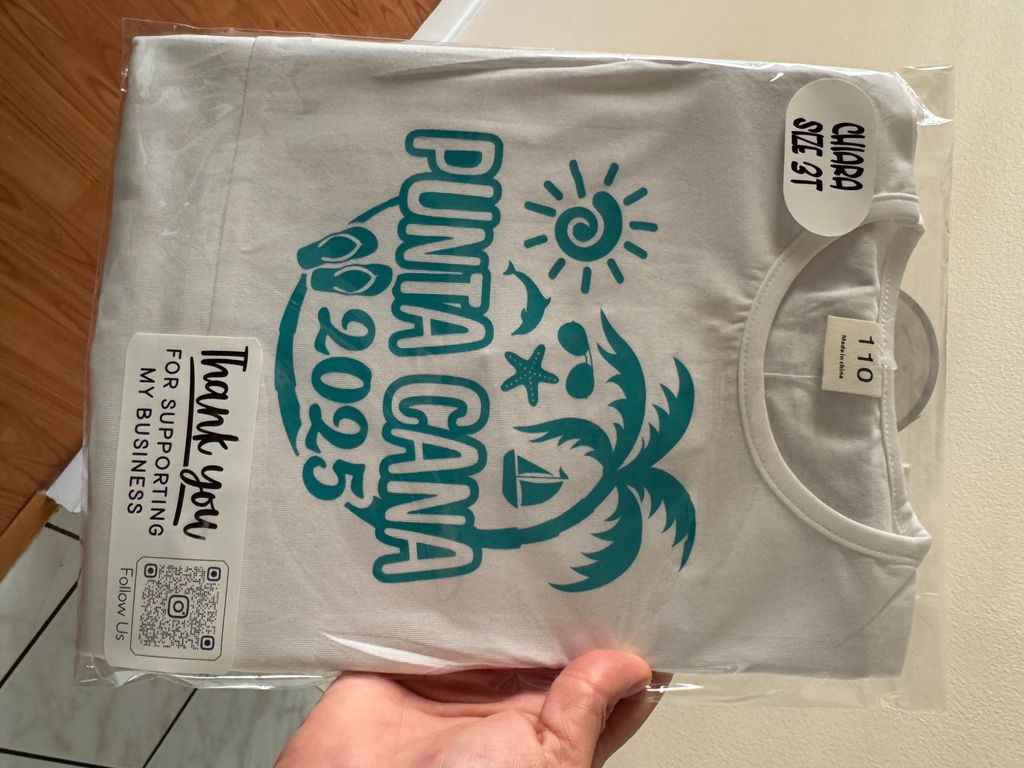 CHIARA
SIZE 3T
110
Made in china
PUNTA CANA
2025
Thank you
FOR SUPPORTING
MY BUSINESS
Follow Us